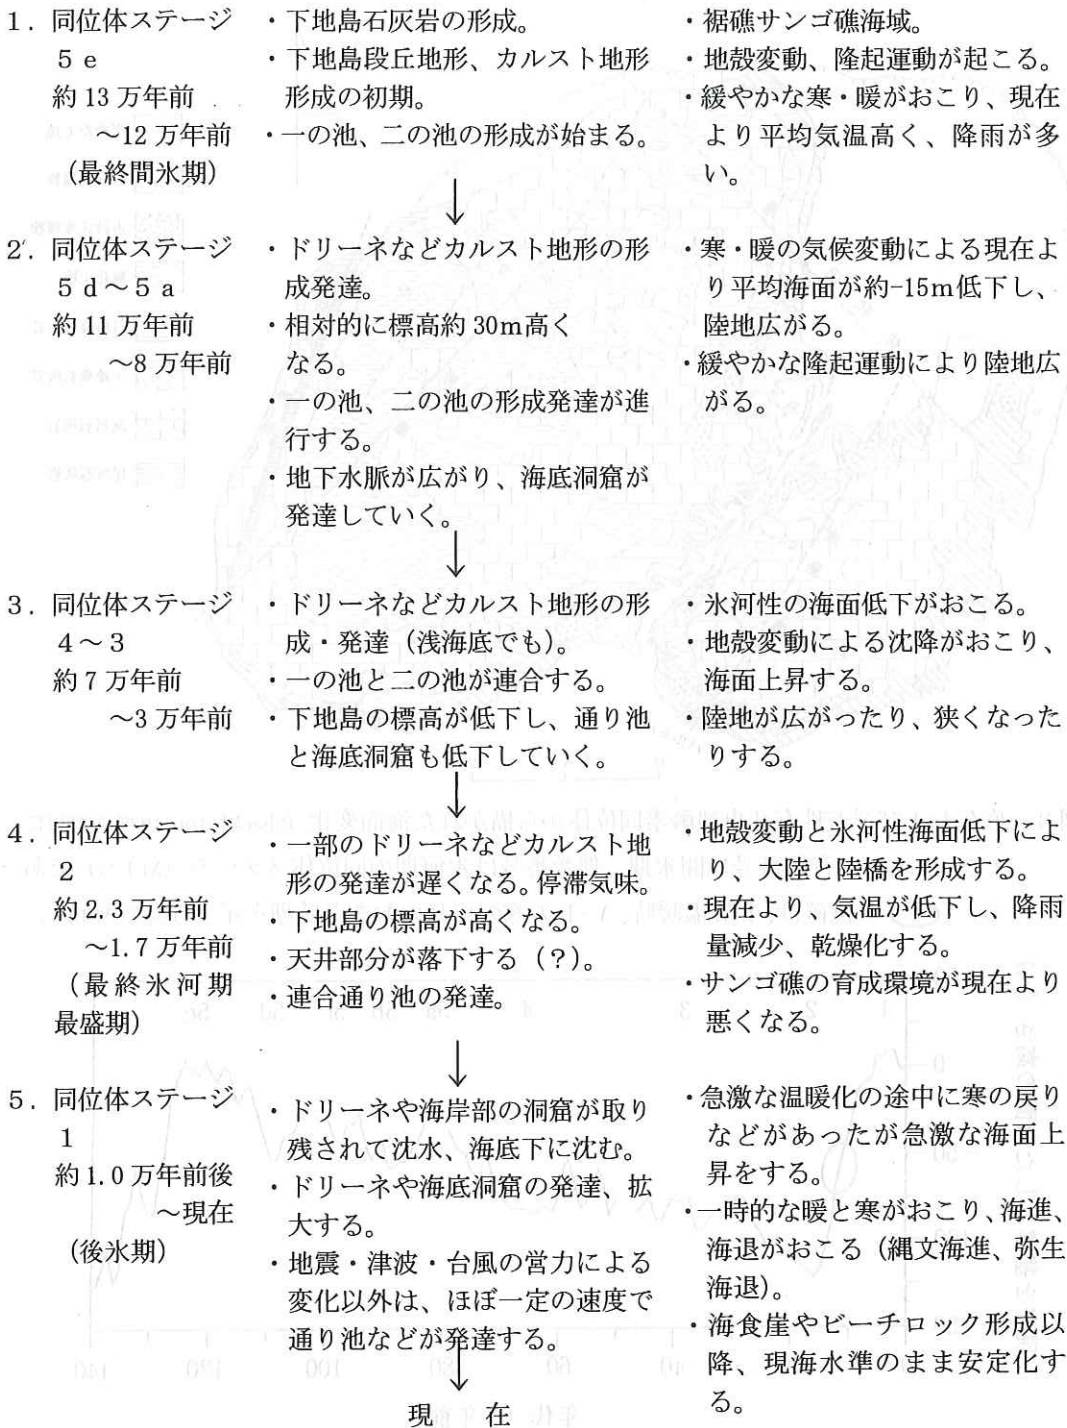 1. 同位体ステージ
5e
約13万年前
～12万年前
(最終間氷期)
・下地島石灰岩の形成。
・下地島段丘地形、カルスト地形
形成の初期。
・一の池、二の池の形成が始まる。
・裾礁サンゴ礁海域。
・地殻変動、隆起運動が起こる。
・緩やかな寒・暖がおこり、現在
より平均気温高く、降雨が多
い。
↓
2. 同位体ステージ
5d～5a
約11万年前
～8万年前
・ドリーネなどカルスト地形の形
成発達。
・相対的に標高約30m高く
なる。
・一の池、二の池の形成発達が進
行する。
・地下水脈が広がり、海底洞窟が
発達していく。
・寒・暖の気候変動による現在よ
り平均海面が約-15m低下し、
陸地広がる。
・緩やかな隆起運動により陸地広
がる。
↓
3. 同位体ステージ
4～3
約7万年前
～3万年前
・ドリーネなどカルスト地形の形
成・発達（浅海底でも）。
・一の池と二の池が連合する。
・下地島の標高が低下し、通り池
と海底洞窟も低下していく。
・氷河性の海面低下がおこる。
・地殻変動による沈降がおこり、
海面上昇する。
・陸地が広がったり、狭くなった
りする。
↓
4. 同位体ステージ
2
約2.3万年前
～1.7万年前
(最終氷河期
最盛期)
・一部のドリーネなどカルスト地
形の発達が遅くなる。停滞気味。
・下地島の標高が高くなる。
・天井部分が落下する（？）。
・連合通り池の発達。
・地殻変動と氷河性海面低下によ
り、大陸と陸橋を形成する。
・現在より、気温が低下し、降雨
量減少、乾燥化する。
・サンゴ礁の育成環境が現在より
悪くなる。
↓
5. 同位体ステージ
1
約1.0万年前後
～現在
(後氷期)
・ドリーネや海岸部の洞窟が取り
残されて沈水、海底下に沈む。
・ドリーネや海底洞窟の発達、拡
大する。
・地震・津波・台風の営力による
変化以外は、ほぼ一定の速度で
通り池などが発達する。
・急激な温暖化の途中に寒の戻り
などがあったが急激な海面上
昇をする。
・一時的な暖と寒がおこり、海進、
海退がおこる（縄文海進、弥生
海退）。
・海食崖やビーチロック形成以
降、現海水準のまま安定化す
る。
↓
現　在